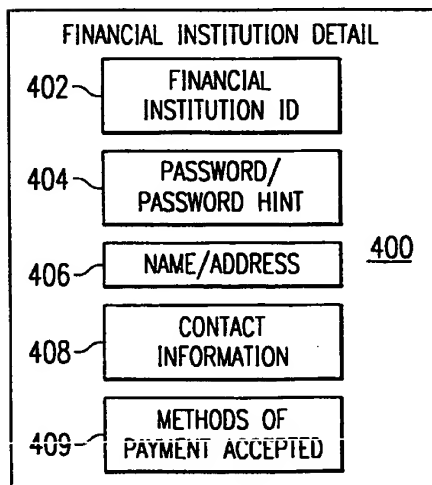 FINANCIAL INSTITUTION DETAIL
402
FINANCIAL
INSTITUTION ID
404
PASSWORD/
PASSWORD HINT
400
406
NAME/ADDRESS
408
CONTACT
INFORMATION
409
METHODS OF
PAYMENT ACCEPTED